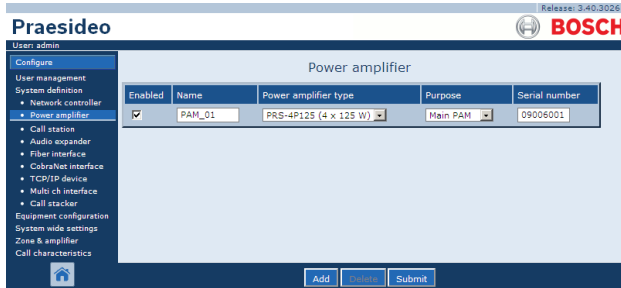 Release: 3.40.3026
Praesideo
BOSCH
User: admin
Configure
User management
System definition
• Network controller
• Power amplifier
• Call station
• Audio expander
• Fiber interface
• CobraNet interface
• TCP/IP device
• Multi ch interface
• Call stacker
Equipment configuration
System wide settings
Zone & amplifier
Call characteristics
Power amplifier
Enabled Name Power amplifier type Purpose Serial number
PAM_01 PRS-4P125 (4 x 125 W) Main PAM 09006001
Add Delete Submit